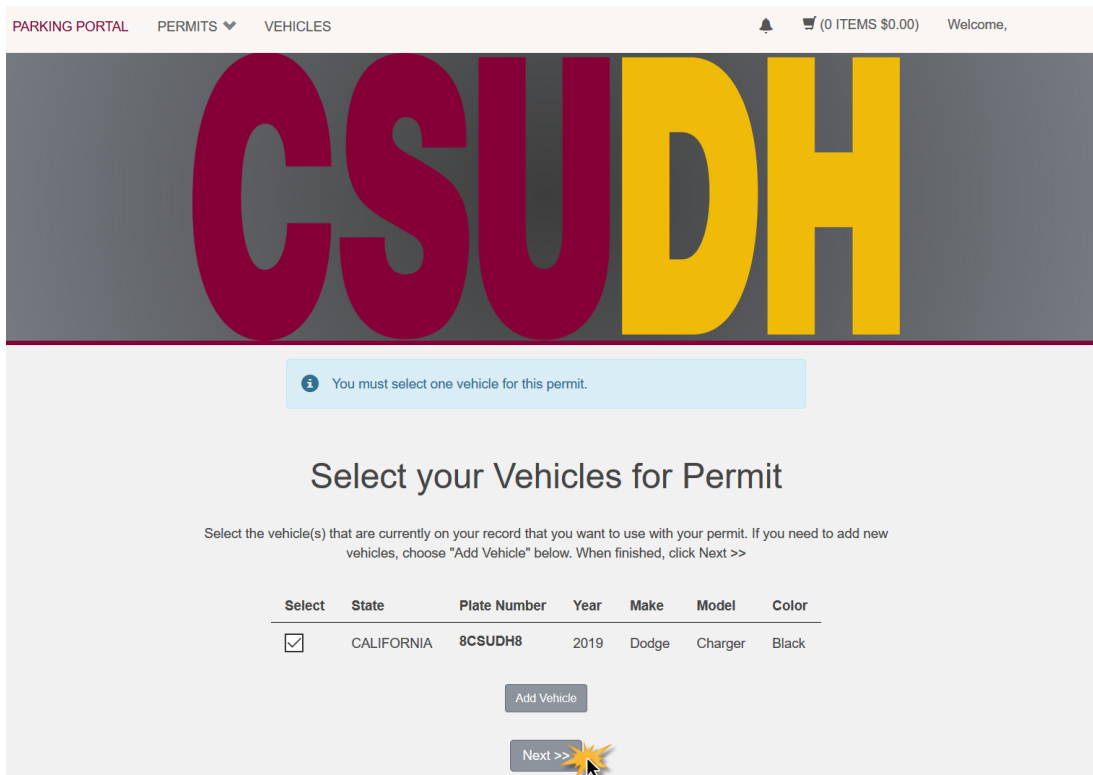 PARKING PORTAL PERMITS VEHICLES (0 ITEMS $0.00) Welcome,
CSUDH
You must select one vehicle for this permit.
Select your Vehicles for Permit
Select the vehicle(s) that are currently on your record that you want to use with your permit. If you need to add new
vehicles, choose "Add Vehicle" below. When finished, click Next >>
Select State Plate Number Year Make Model Color
CALIFORNIA 8CSUDH8 2019 Dodge Charger Black
Add Vehicle
Next >>